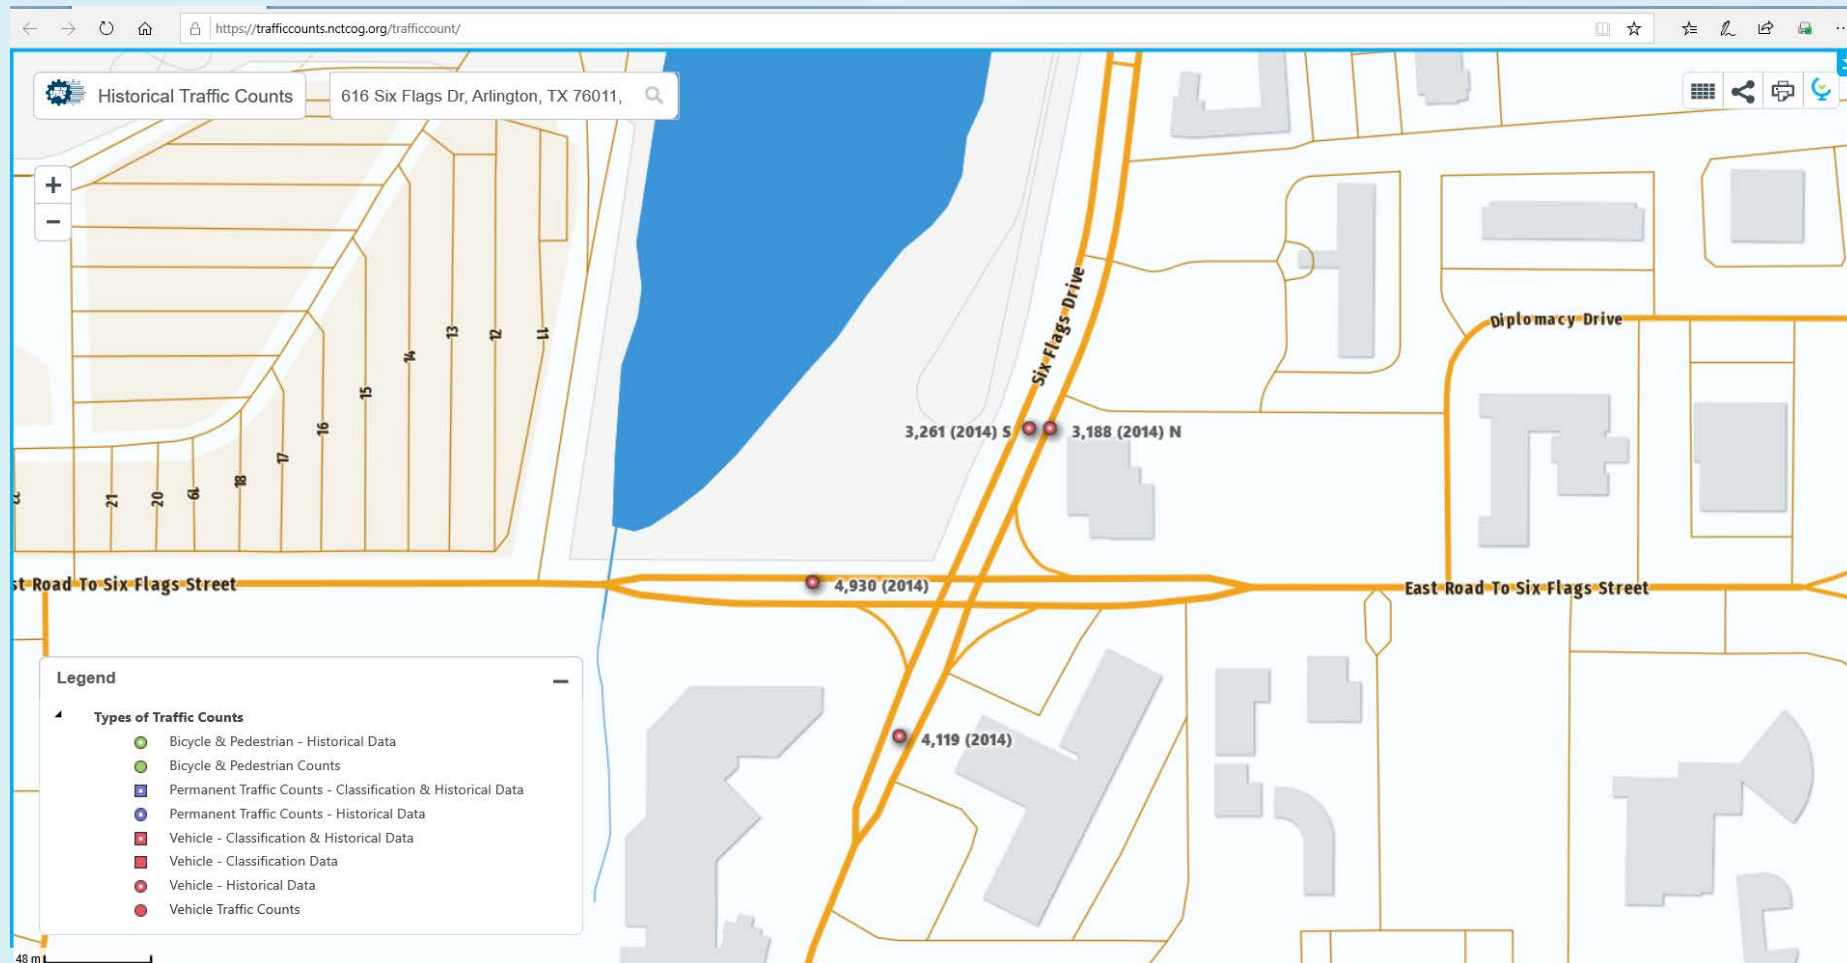 https://trafficcounts.nctcog.org/trafficcount/
Historical Traffic Counts
616 Six Flags Dr, Arlington, TX 76011,
+
−
11
12
13
14
15
16
17
18
19
20
21
22
Six Flags Drive
Diplomacy Drive
3,261 (2014) S
3,188 (2014) N
st Road To Six Flags Street
4,930 (2014)
East Road To Six Flags Street
4,119 (2014)
Legend
Types of Traffic Counts
Bicycle & Pedestrian - Historical Data
Bicycle & Pedestrian Counts
Permanent Traffic Counts - Classification & Historical Data
Permanent Traffic Counts - Historical Data
Vehicle - Classification & Historical Data
Vehicle - Classification Data
Vehicle - Historical Data
Vehicle Traffic Counts
48 m